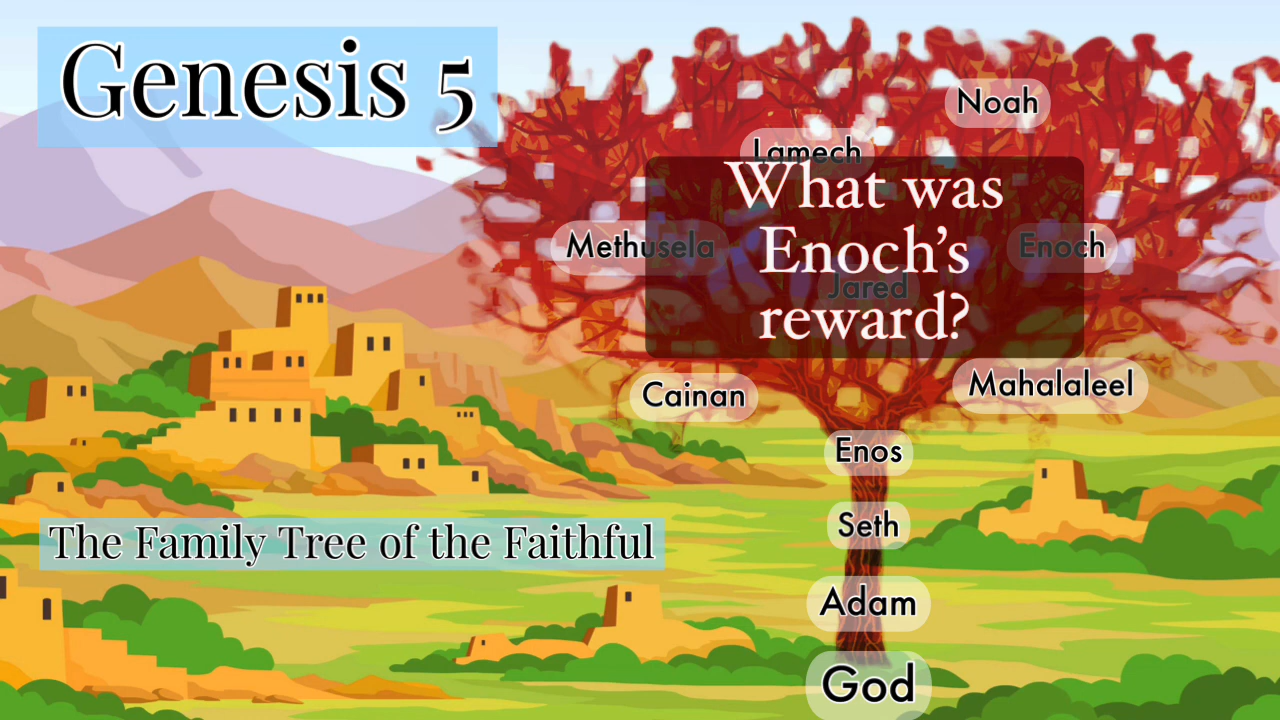 Genesis 5
Noah
Lamech
What was
Enoch’s
reward?
Methusela
Enoch
Jared
Cainan
Mahalaleel
Enos
Seth
The Family Tree of the Faithful
Adam
God